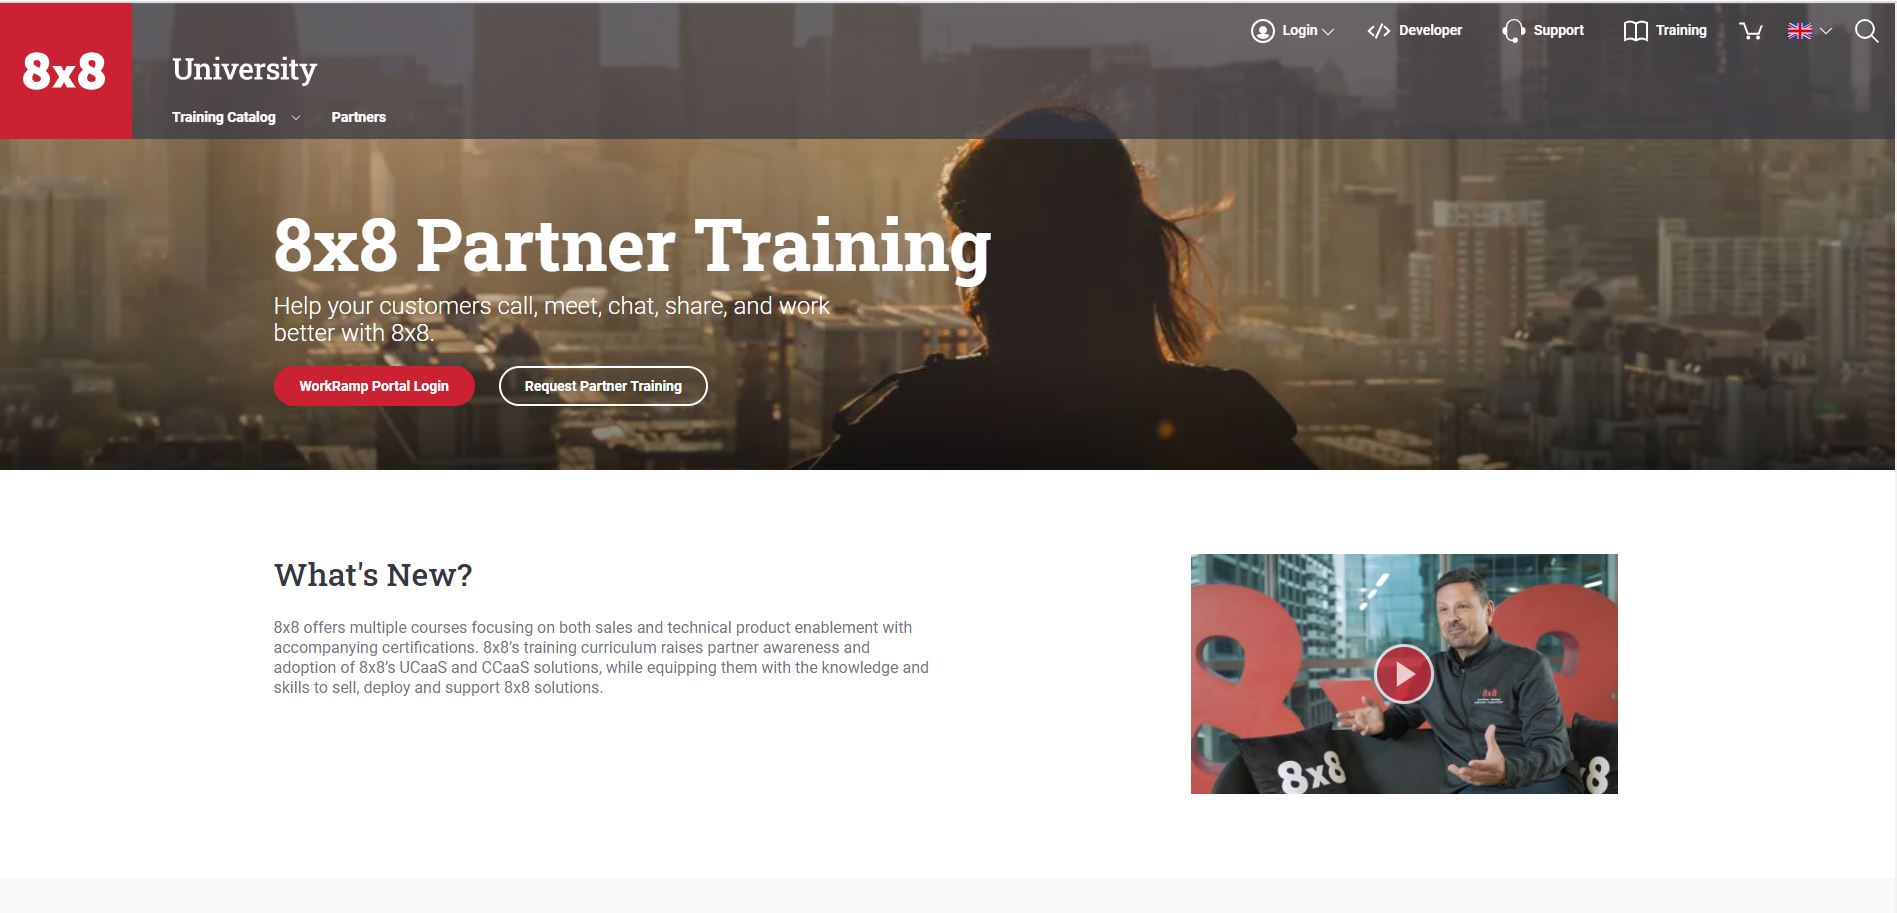 8x8
University
Login
Developer
Support
Training
Training Catalog
Partners
8x8 Partner Training
Help your customers call, meet, chat, share, and work
better with 8x8.
WorkRamp Portal Login
Request Partner Training
What's New?
8x8 offers multiple courses focusing on both sales and technical product enablement with
accompanying certifications. 8x8’s training curriculum raises partner awareness and
adoption of 8x8’s UCaaS and CCaaS solutions, while equipping them with the knowledge and
skills to sell, deploy and support 8x8 solutions.
8x8
8x8